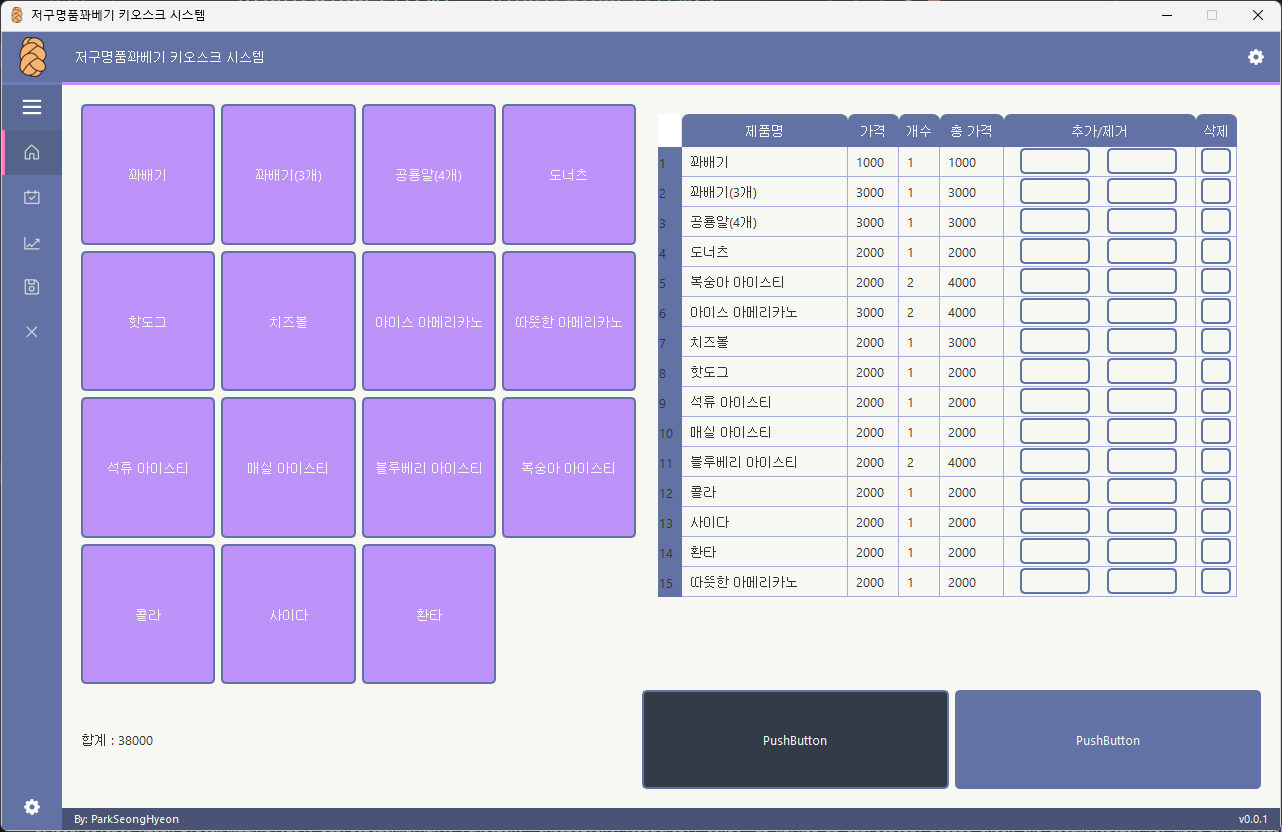 저구명품꽈베기 키오스크 시스템
저구명품꽈베기 키오스크 시스템
꽈배기
꽈배기(3개)
공룡알(4개)
도너츠
핫도그
치즈볼
아이스 아메리카노
따뜻한 아메리카노
석류 아이스티
매실 아이스티
블루베리 아이스티
복숭아 아이스티
콜라
사이다
환타
합계 : 38000
제품명 가격 개수 총 가격 추가/제거 삭제
1 꽈배기 1000 1 1000
2 꽈배기(3개) 3000 1 3000
3 공룡알(4개) 3000 1 3000
4 도너츠 2000 1 2000
5 복숭아 아이스티 2000 2 4000
6 아이스 아메리카노 3000 2 4000
7 치즈볼 2000 1 3000
8 핫도그 2000 1 2000
9 석류 아이스티 2000 1 2000
10 매실 아이스티 2000 1 2000
11 블루베리 아이스티 2000 2 4000
12 콜라 2000 1 2000
13 사이다 2000 1 2000
14 환타 2000 1 2000
15 따뜻한 아메리카노 2000 1 2000
PushButton
PushButton
By: ParkSeongHyeon
v0.0.1